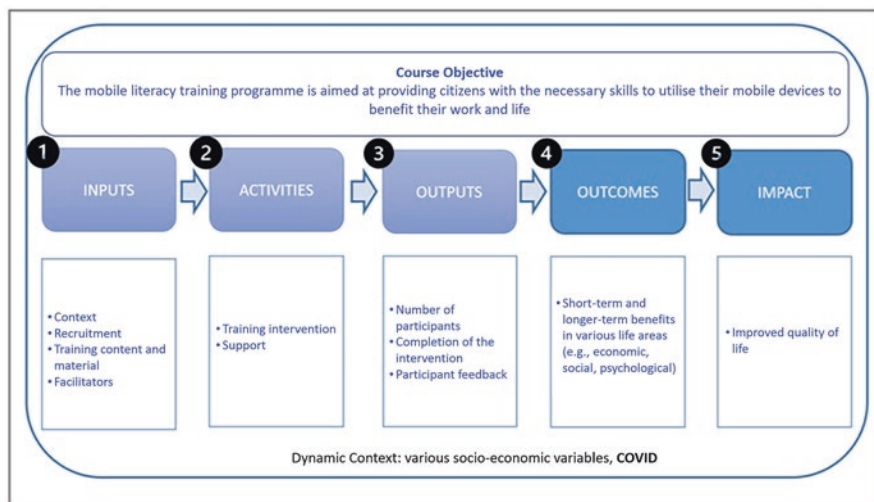 Course Objective
The mobile literacy training programme is aimed at providing citizens with the necessary skills to utilise their mobile devices to
benefit their work and life
1
2
3
4
5
INPUTS
ACTIVITIES
OUTPUTS
OUTCOMES
IMPACT
• Context
• Recruitment
• Training content and
material
• Facilitators
• Training intervention
• Support
• Number of
participants
• Completion of the
intervention
• Participant feedback
• Short-term and
longer-term benefits
in various life areas
(e.g., economic,
social, psychological)
• Improved quality of
life
Dynamic Context: various socio-economic variables, COVID